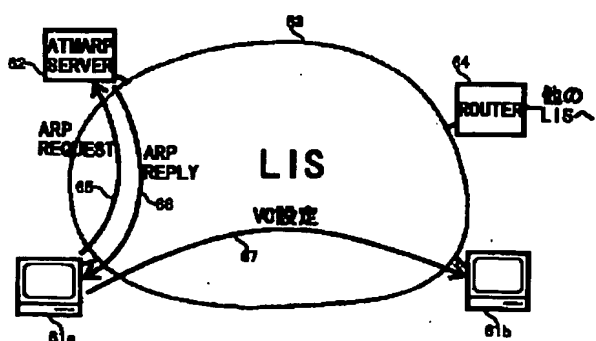 63
ATMARP
SERVER
62
64
ROUTER
他の
LISへ
ARP
REQUEST
ARP
REPLY
LIS
65
66
VC設定
67
61a
61b